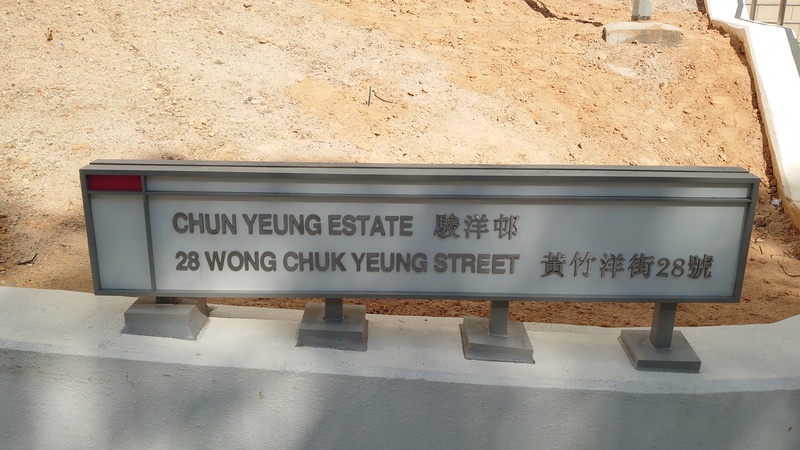 CHUN YEUNG ESTATE 駿洋邨
28 WONG CHUK YEUNG STREET 黃竹洋街28號